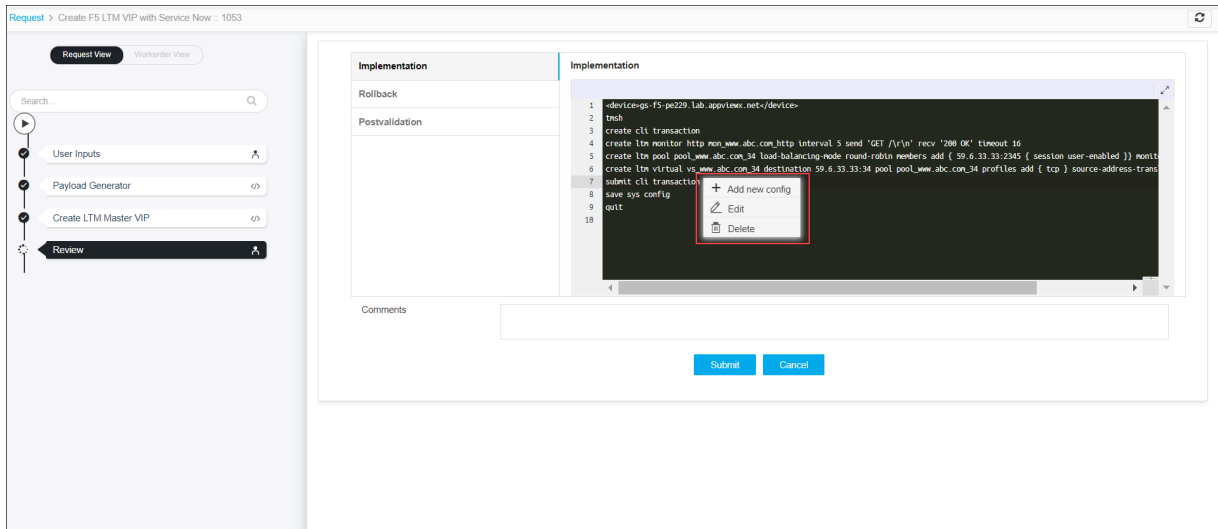 Request > Create F5 LTM VIP with Service Now :: 1053
Request View
Workorder View
Search...
User Inputs
Payload Generator
</>
Create LTM Master VIP
</>
Review
Implementation
Rollback
Postvalidation
Implementation
1 <device>gs-f5-pe229.lab.appviewx.net</device>
2 tmsh
3 create cli transaction
4 create ltm monitor http mon_www.abc.com_http interval 5 send 'GET /\r\n' recv '200 OK' timeout 16
5 create ltm pool pool_www.abc.com_34 load-balancing-mode round-robin members add { 59.6.33.33:2345 { session user-enabled }} monit
6 create ltm virtual vs_www.abc.com_34 destination 59.6.33.33:34 pool pool_www.abc.com_34 profiles add { tcp } source-address-trans
7 submit cli transaction
8 save sys config
9 quit
10
+ Add new config
Edit
Delete
Comments
Submit
Cancel